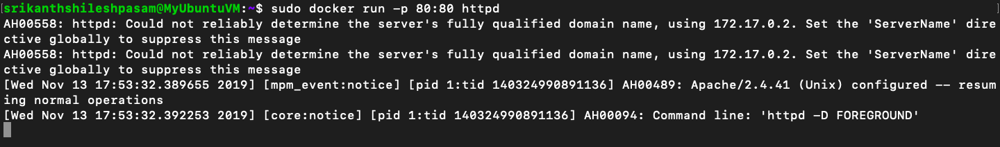 [srikanthshileshpasam@MyUbuntuVM:~$ sudo docker run -p 80:80 httpd ]
AH00558: httpd: Could not reliably determine the server's fully qualified domain name, using 172.17.0.2. Set the 'ServerName' dire
ctive globally to suppress this message
AH00558: httpd: Could not reliably determine the server's fully qualified domain name, using 172.17.0.2. Set the 'ServerName' dire
ctive globally to suppress this message
[Wed Nov 13 17:53:32.389655 2019] [mpm_event:notice] [pid 1:tid 140324990891136] AH00489: Apache/2.4.41 (Unix) configured -- resum
ing normal operations
[Wed Nov 13 17:53:32.392253 2019] [core:notice] [pid 1:tid 140324990891136] AH00094: Command line: 'httpd -D FOREGROUND'